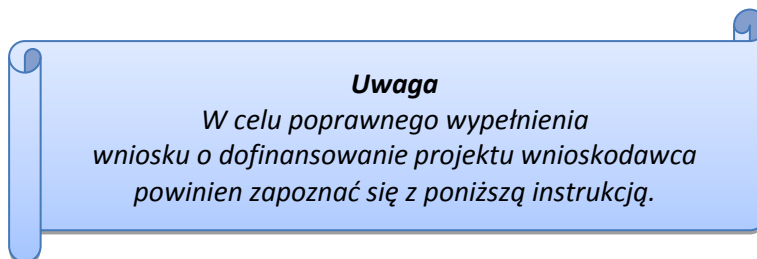 Uwaga
W celu poprawnego wypełnienia
wniosku o dofinansowanie projektu wnioskodawca
powinien zapoznać się z poniższą instrukcją.